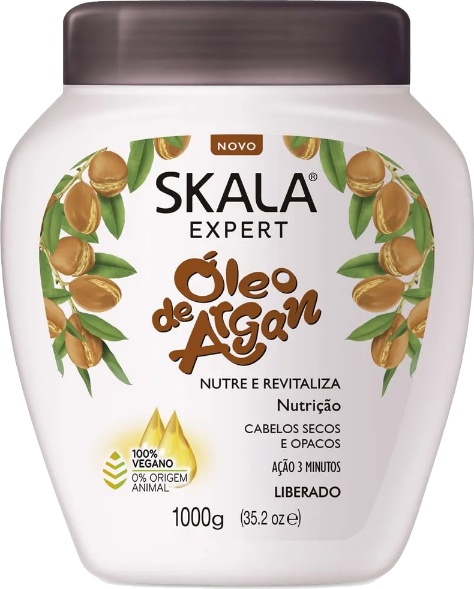 NOVO
SKALA®
EXPERT
Óleo
de Argan
NUTRE E REVITALIZA
Nutrição
CABELOS SECOS
E OPACOS
AÇÃO 3 MINUTOS
LIBERADO
100%
VEGANO
0% ORIGEM
ANIMAL
1000g (35.2 oz e)